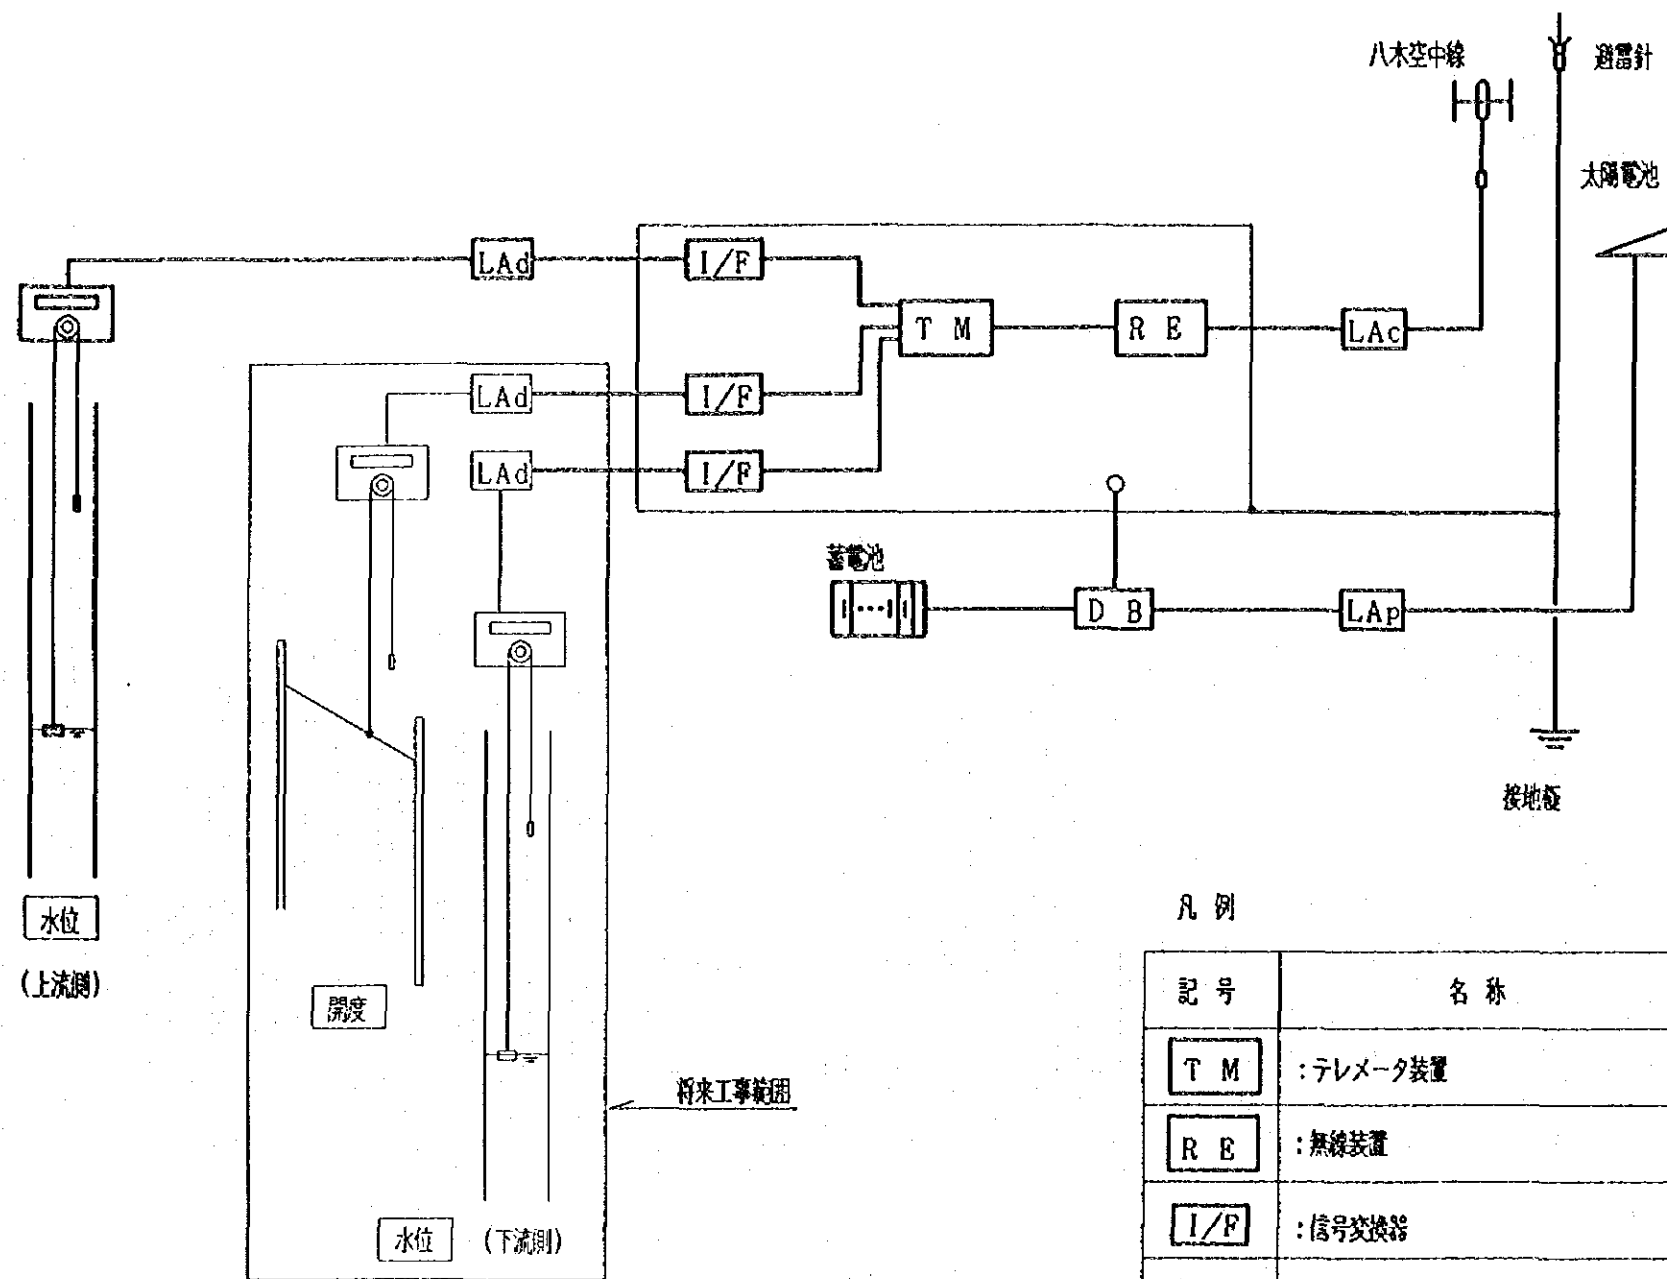 八木空中線
避雷針
太陽電池
LAd
I/F
T M
R E
LAc
LAd
I/F
LAd
I/F
蓄電池
D B
LAp
接地極
水位
(上流側)
開度
将来工事範囲
水位
(下流側)
凡 例
記 号
名 称
T M
:テレメータ装置
R E
:無線装置
I/F
:信号変換器